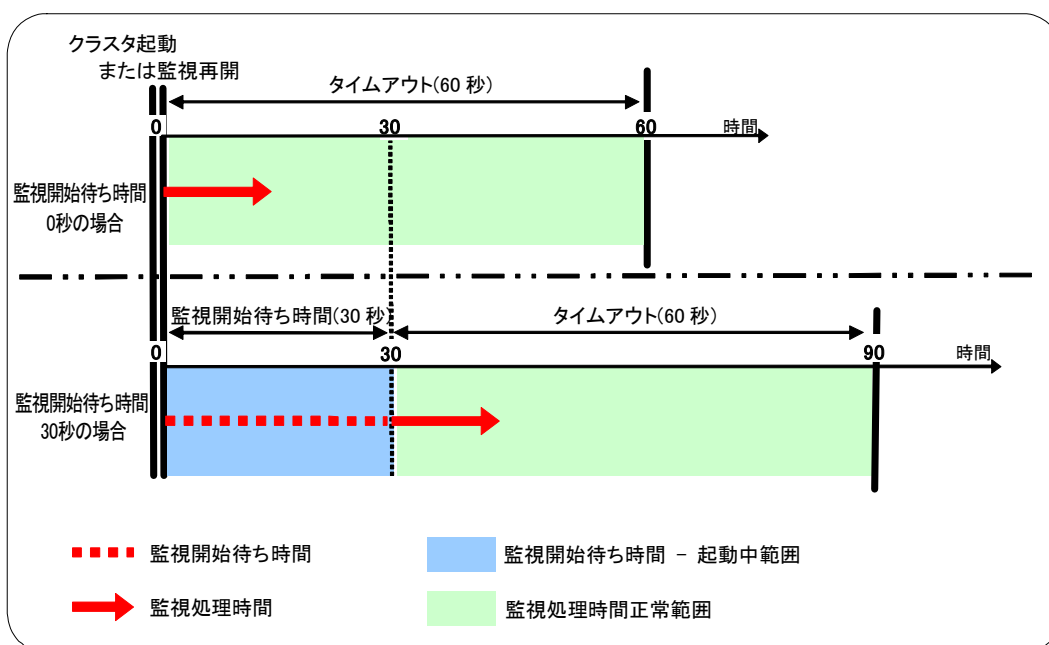 クラスタ起動
または監視再開
タイムアウト(60 秒)
0
30
60
時間
監視開始待ち時間
0秒の場合
監視開始待ち時間(30 秒)
タイムアウト(60 秒)
0
30
90
時間
監視開始待ち時間
30秒の場合
監視開始待ち時間
監視開始待ち時間 － 起動中範囲
監視処理時間
監視処理時間正常範囲